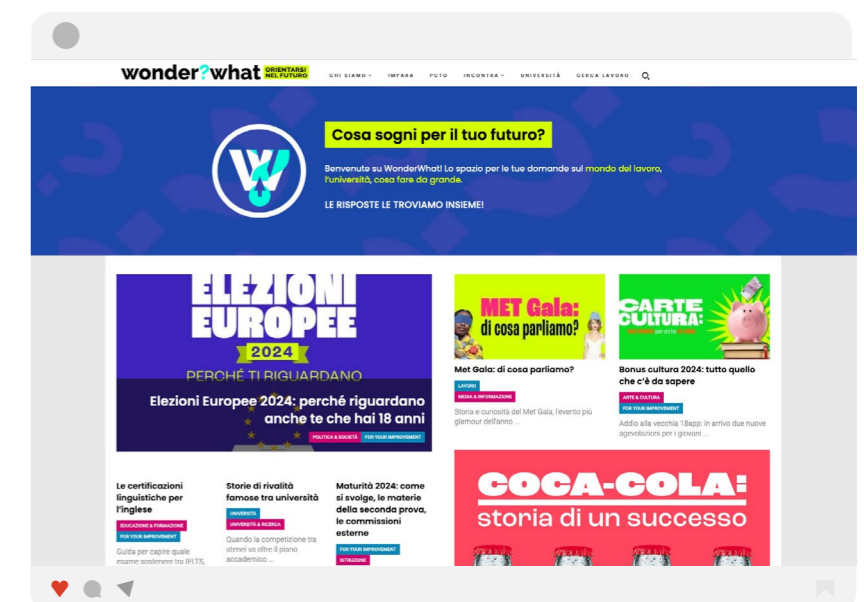 wonder?what ORIENTARSI
NEL FUTURO
CHI SIAMO IMPARA PCTO INCONTRA UNIVERSITÀ CERCA LAVORO
Cosa sogni per il tuo futuro?
Benvenutə su WonderWhat! Lo spazio per le tue domande sul mondo del lavoro,
l'università, cosa fare da grande.
LE RISPOSTE LE TROVIAMO INSIEME!
ELEZIONI
EUROPEE
2024
PERCHÉ TI RIGUARDANO
Elezioni Europee 2024: perché riguardano
anche te che hai 18 anni
POLITICA & SOCIETÀ FOR YOUR IMPROVEMENT
MET Gala:
di cosa parliamo?
Met Gala: di cosa parliamo?
LAVORO
MEDIA & INFORMAZIONE
Storia e curiosità del Met Gala, l'evento più
glamour dell'anno ...
CARTE
CULTURA:
Bonus cultura 2024: tutto quello
che c'è da sapere
ARTE & CULTURA
FOR YOUR IMPROVEMENT
Addio alla vecchia 18app: in arrivo due nuove
agevolazioni per i giovani ...
Le certificazioni
linguistiche per
l'inglese
EDUCAZIONE & FORMAZIONE
FOR YOUR IMPROVEMENT
Guida per capire quale
esame sostenere tra IELTS,
Storie di rivalità
famose tra università
UNIVERSITÀ
UNIVERSITÀ & RICERCA
Quando la competizione tra
atenei va oltre il piano
accademico ...
Maturità 2024: come
si svolge, le materie
della seconda prova,
le commissioni
esterne
FOR YOUR IMPROVEMENT
ISTRUZIONE
COCA-COLA:
storia di un successo